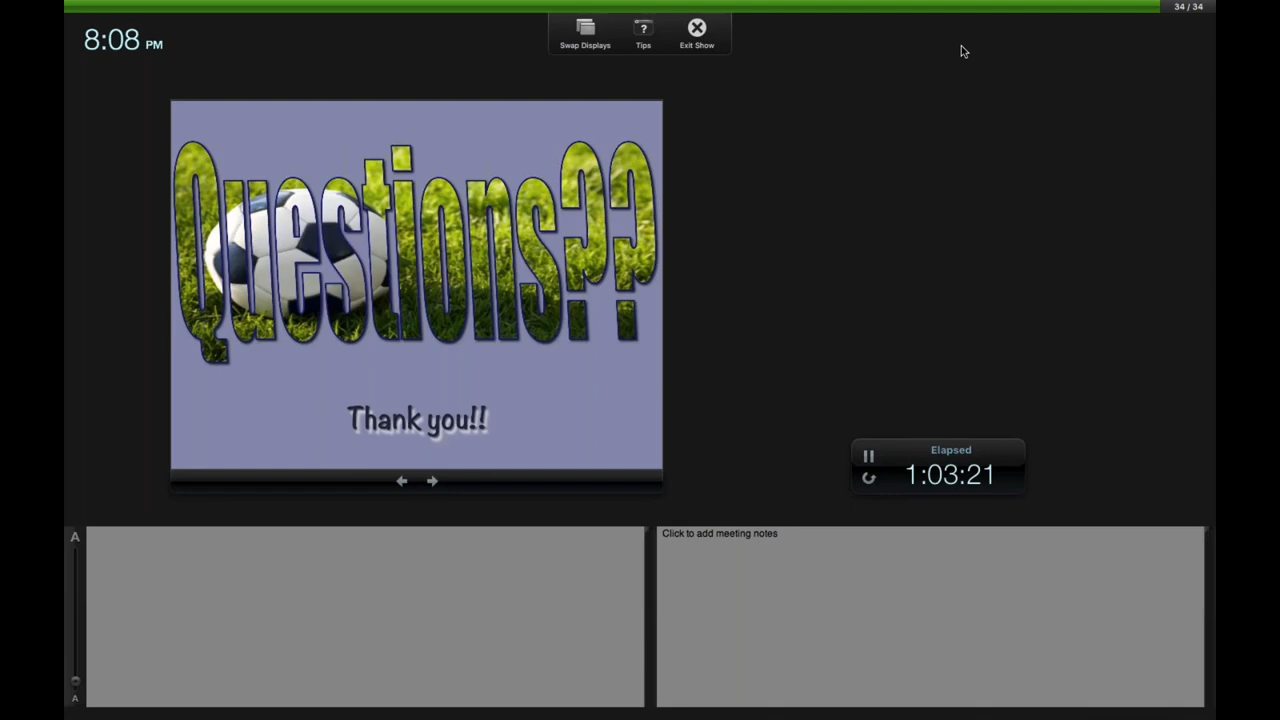 34 / 34
8:08 PM
Swap Displays
Tips
Exit Show
Questions??
Thank you!!
Elapsed
1:03:21
A
Click to add meeting notes
A